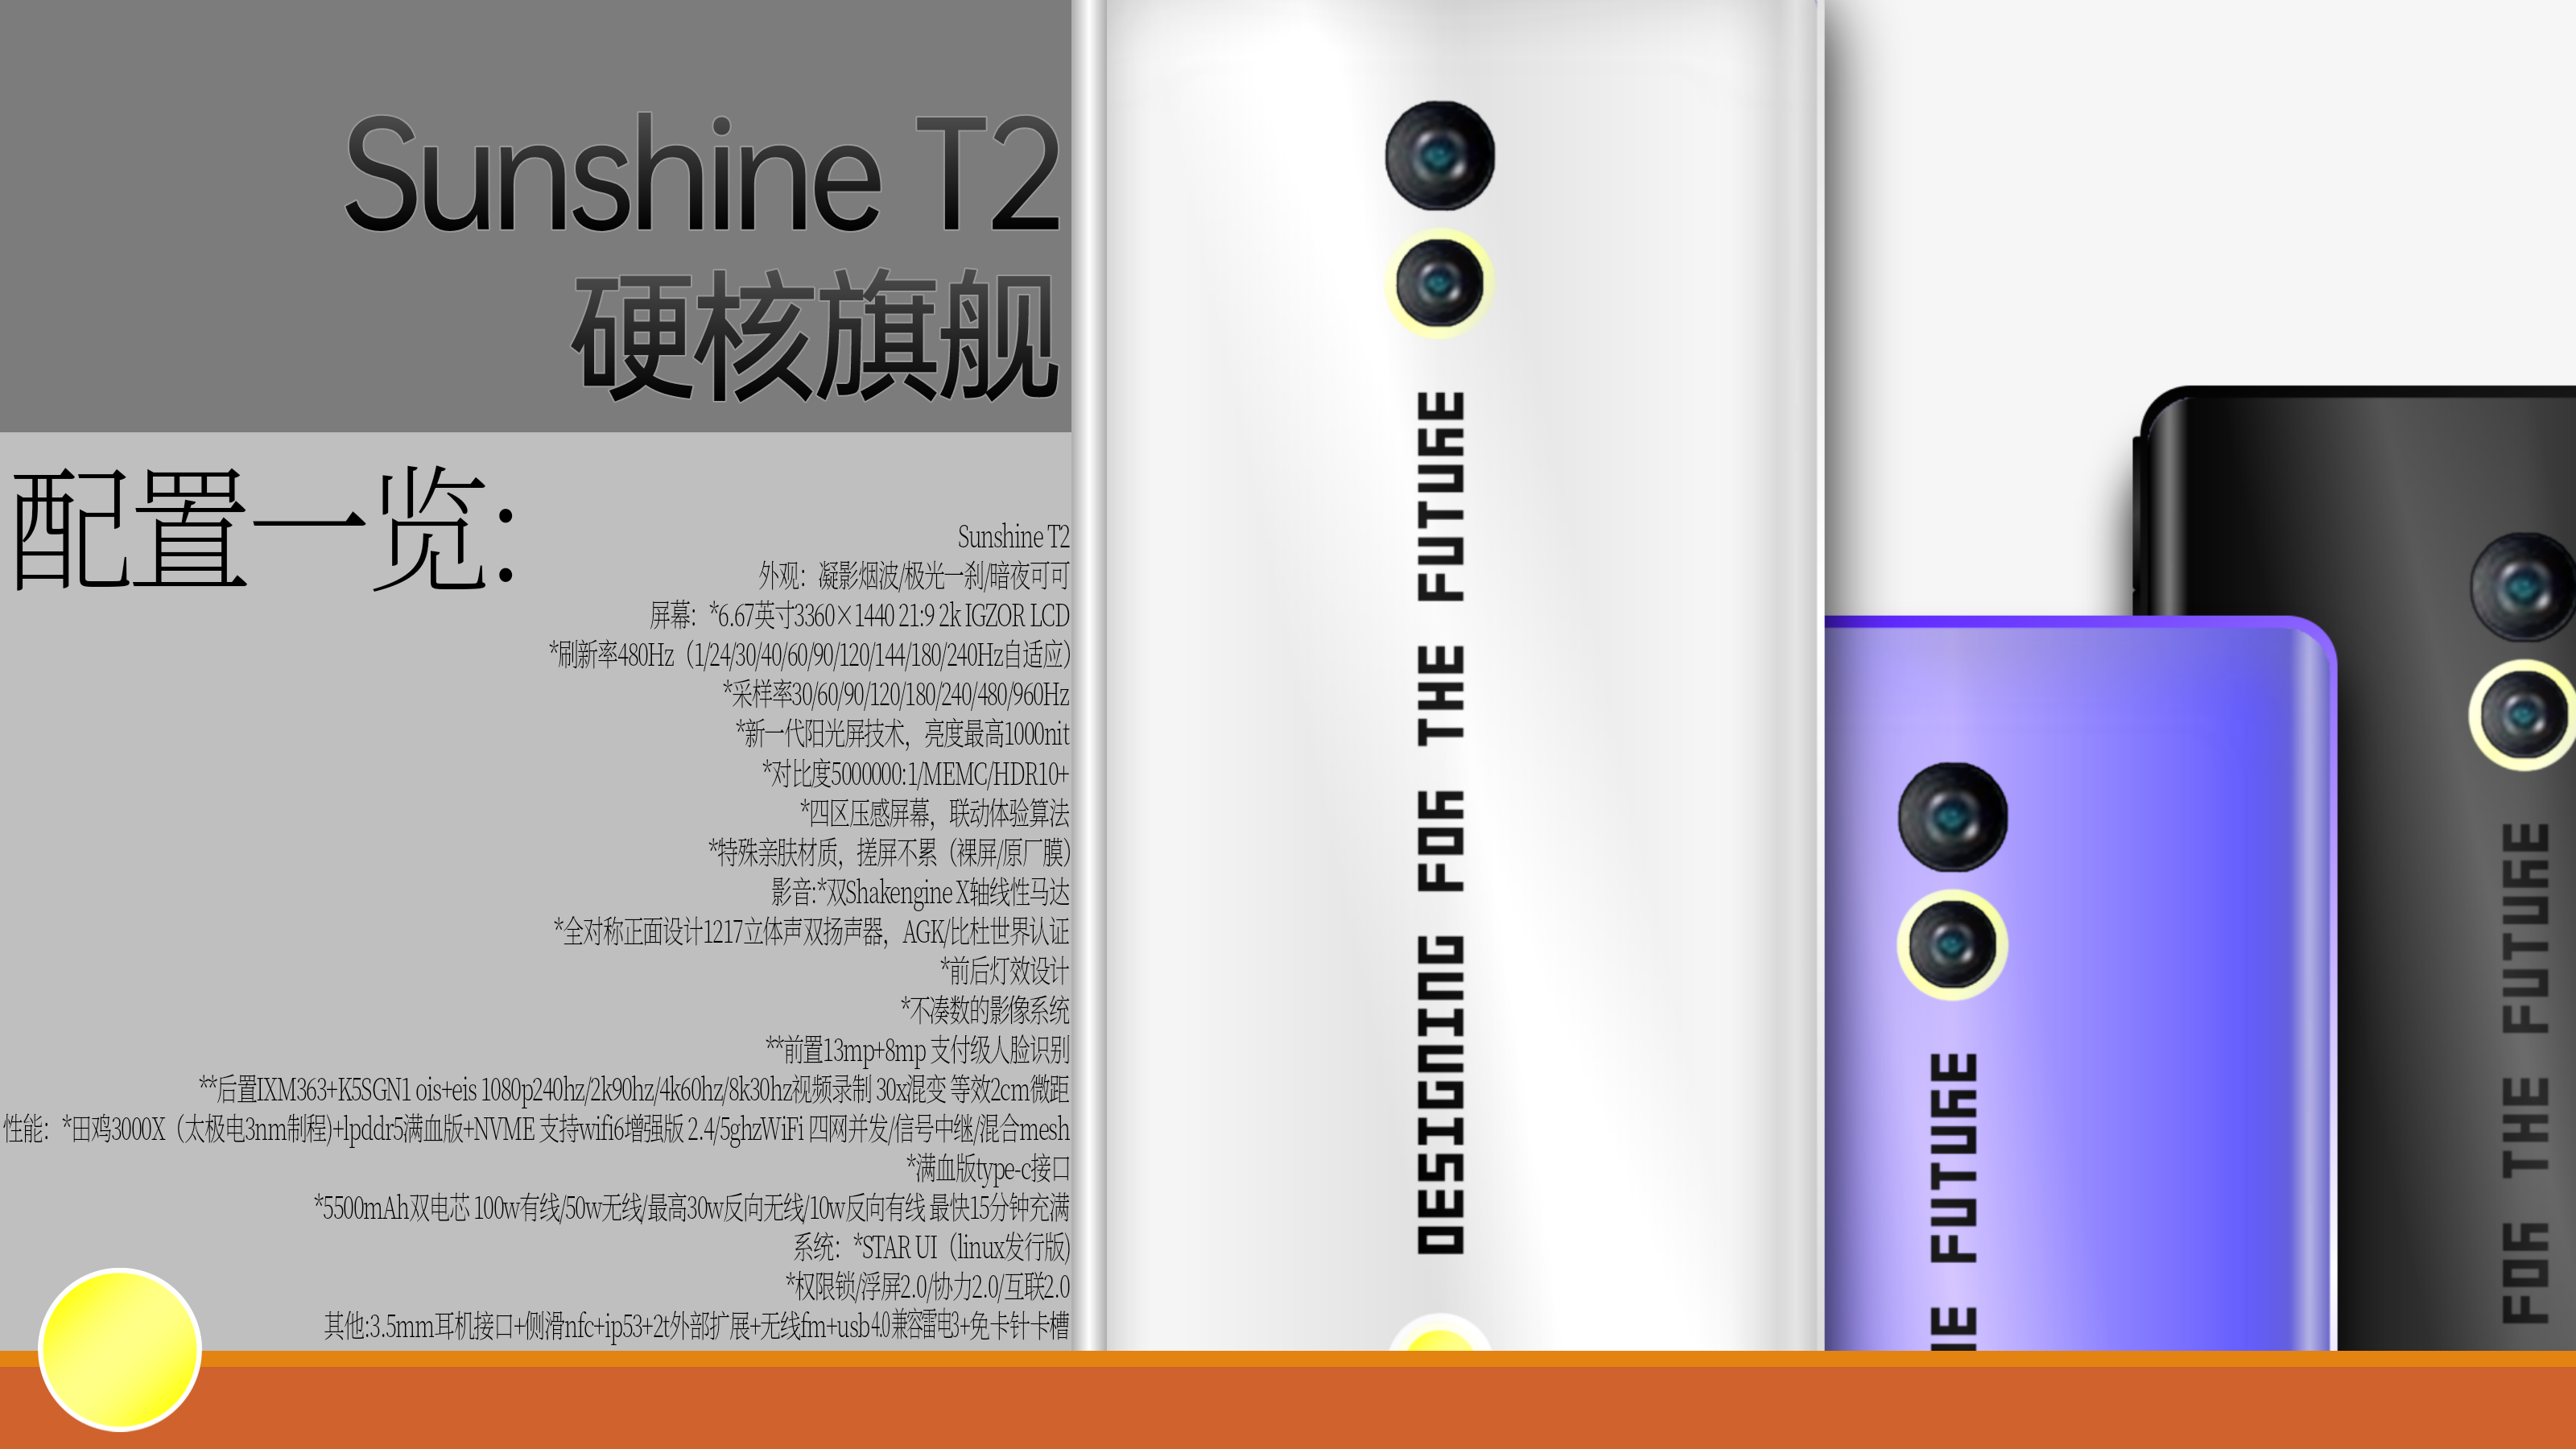 Sunshine T2
硬核旗舰
配置一览:
Sunshine T2
外观：凝影烟波/极光一刹/暗夜可可
屏幕：*6.67英寸3360×1440 21:9 2k IGZOR LCD
*刷新率480Hz（1/24/30/40/60/90/120/144/180/240Hz自适应）
*采样率30/60/90/120/180/240/480/960Hz
*新一代阳光屏技术，亮度最高1000nit
*对比度5000000:1/MEMC/HDR10+
*四区压感屏幕，联动体验算法
*特殊亲肤材质，搓屏不累（裸屏/原厂膜）
影音:*双Shakengine X轴线性马达
*全对称正面设计1217立体声双扬声器，AGK/比杜世界认证
*前后灯效设计
*不凑数的影像系统
**前置13mp+8mp 支付级人脸识别
**后置IXM363+K5SGN1 ois+eis 1080p240hz/2k90hz/4k60hz/8k30hz视频录制 30x混变 等效2cm微距
性能：*田鸡3000X（太极电3nm制程)+lpddr5满血版+NVME 支持wifi6增强版 2.4/5ghzWiFi 四网并发/信号中继/混合mesh
*满血版type-c接口
*5500mAh双电芯 100w有线/50w无线/最高30w反向无线/10w反向有线 最快15分钟充满
系统：*STAR UI（linux发行版)
*权限锁/浮屏2.0/协力2.0/互联2.0
其他:3.5mm耳机接口+侧滑nfc+ip53+2t外部扩展+无线fm+usb4.0兼容雷电3+免卡针卡槽
DESIGNING FOR THE FUTURE
THE FUTURE
FOR THE FUTURE